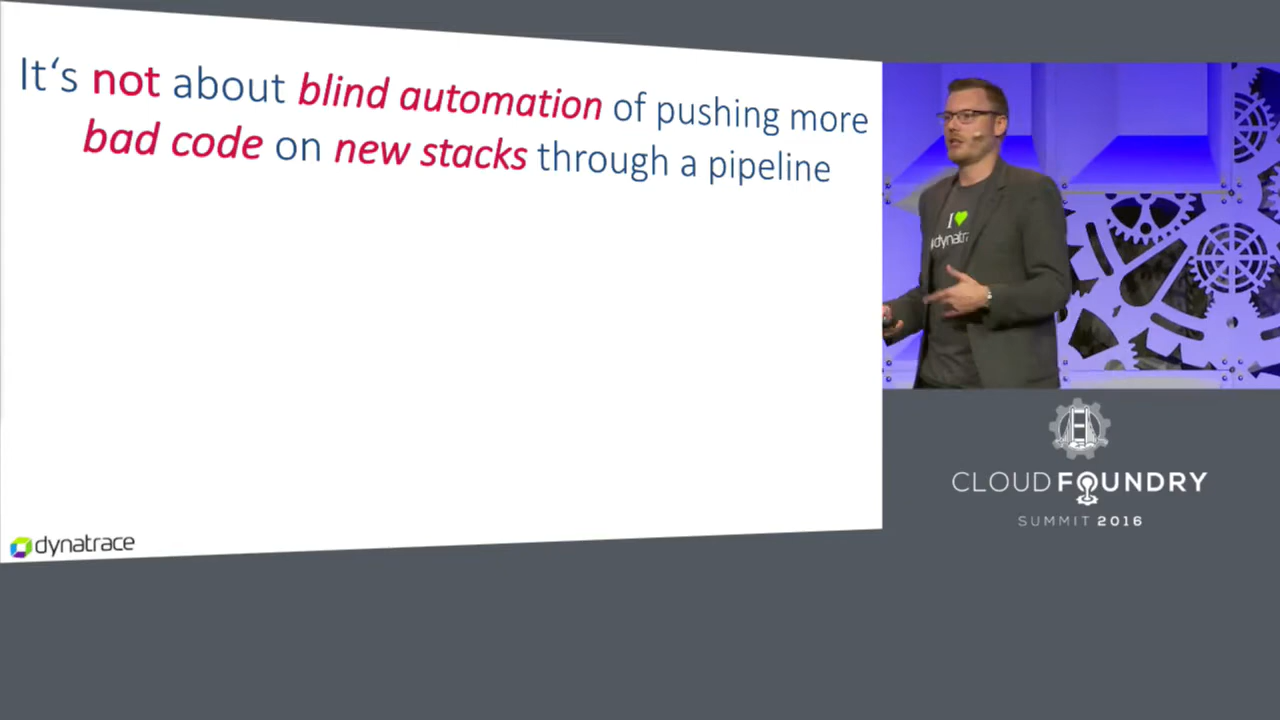 It‘s not about blind automation of pushing more
bad code on new stacks through a pipeline
I
dynatr
dynatrace
CLOUD FOUNDRY
SUMMIT 2016